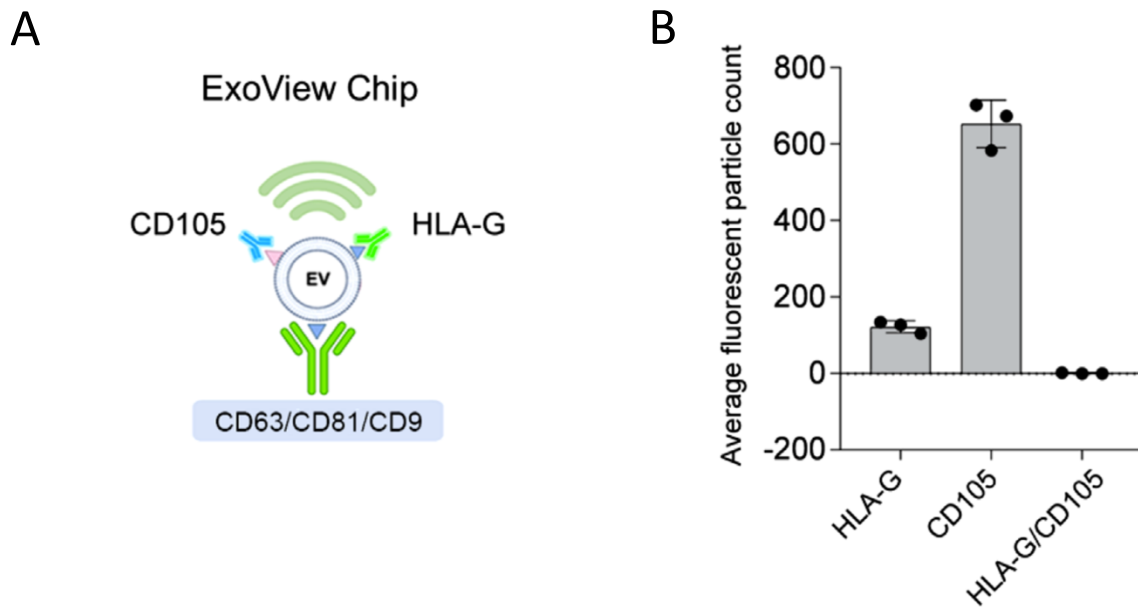 A
ExoView Chip
CD105
HLA-G
EV
CD63/CD81/CD9
B
Average fluorescent particle count
800
600
400
200
0
-200
HLA-G
CD105
HLA-G/CD105